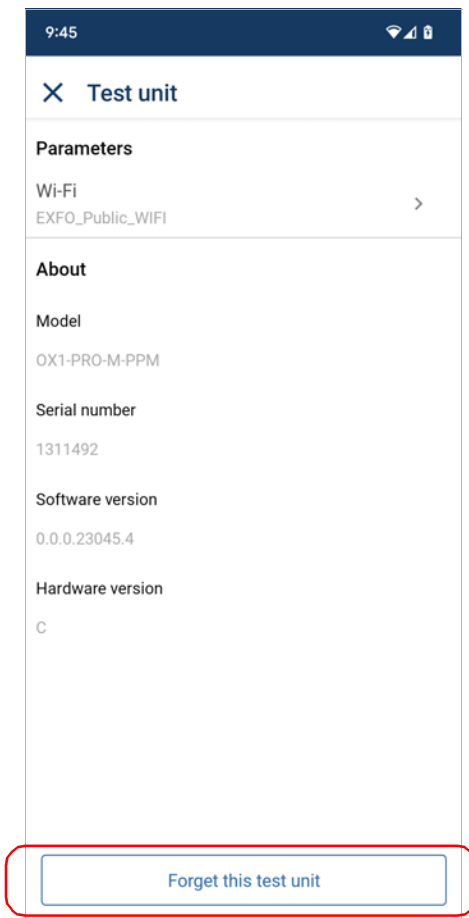 9:45
Test unit
Parameters
Wi-Fi
EXFO_Public_WIFI
About
Model
OX1-PRO-M-PPM
Serial number
1311492
Software version
0.0.0.23045.4
Hardware version
C
Forget this test unit